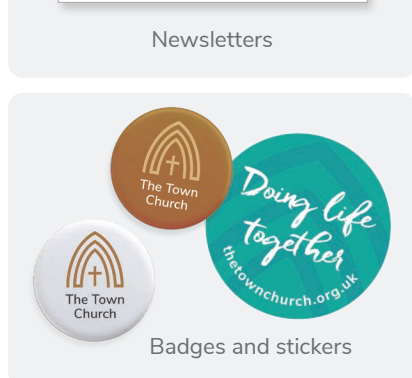 Newsletters
The Town
Church
Doing life
together
thetownchurch.org.uk
The Town
Church
Badges and stickers